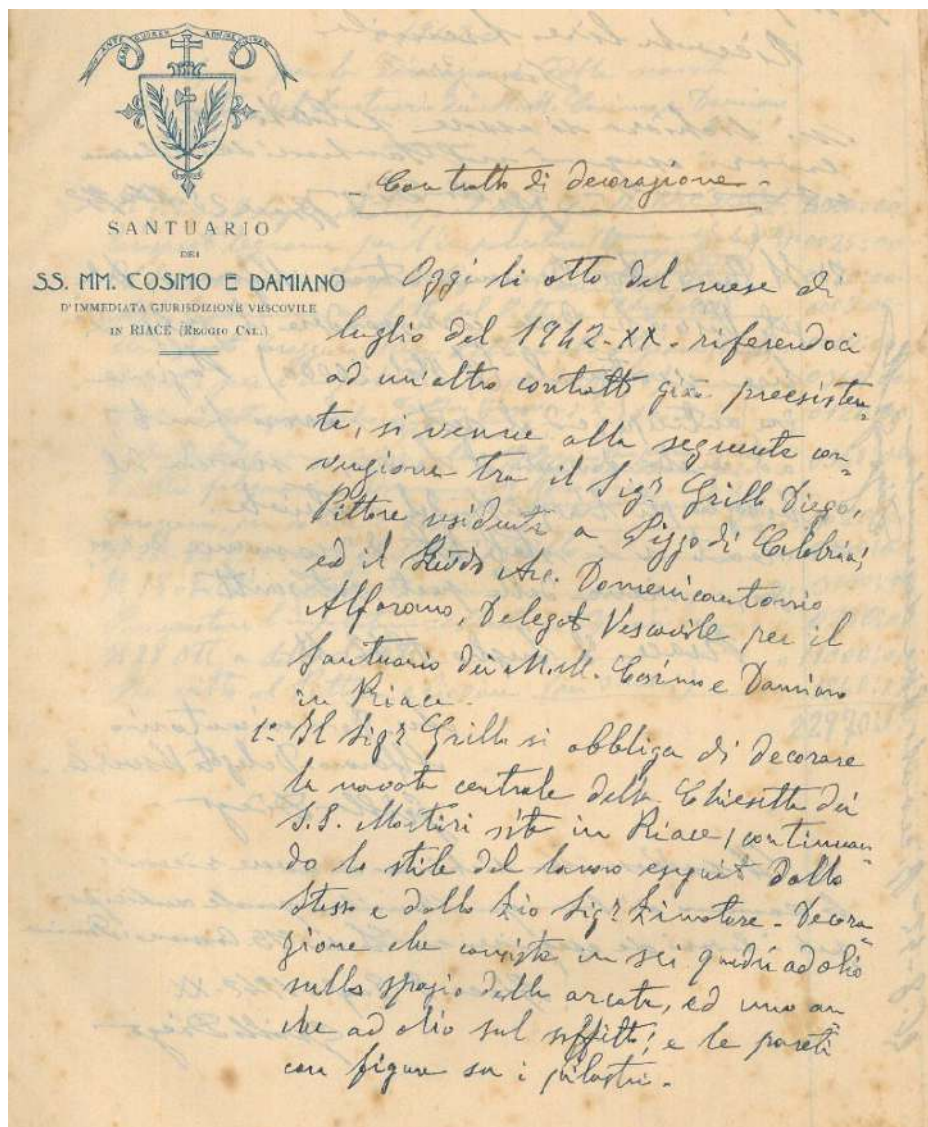 SANTUARIO
DEI
SS. MM. COSIMO E DAMIANO
D'IMMEDIATA GIURISDIZIONE VESCOVILE
IN RIACE (REGGIO CAL.)
- Contratto di decorazione -
Oggi li otto del mese di
luglio del 1942-XX- riferendoci
ad un'altro contratto già preesisten=
te, si venne alla seguente con=
venzione tra il Sigr Grillo Diego,
Pittore residente a Pizzo di Calabria;
ed il Arc. Domenicantonio
Alfarano, Delegato Vescovile per il
Santuario dei M.M. Cosimo e Damiano
in Riace.
1º Il Sigr Grillo si obbliga di decorare
la navata centrale della Chiesetta dei
S.S. Martiri sita in Riace, continuan=
do lo stile del lavoro eseguito dallo
stesso e dallo zio Sigr Zimatore - Decora=
zione che consiste in sei quadri ad olio
sullo spazio delle arcate, ed uno an=
che ad olio sul soffitto; e le pareti
con figure su i pilastri.